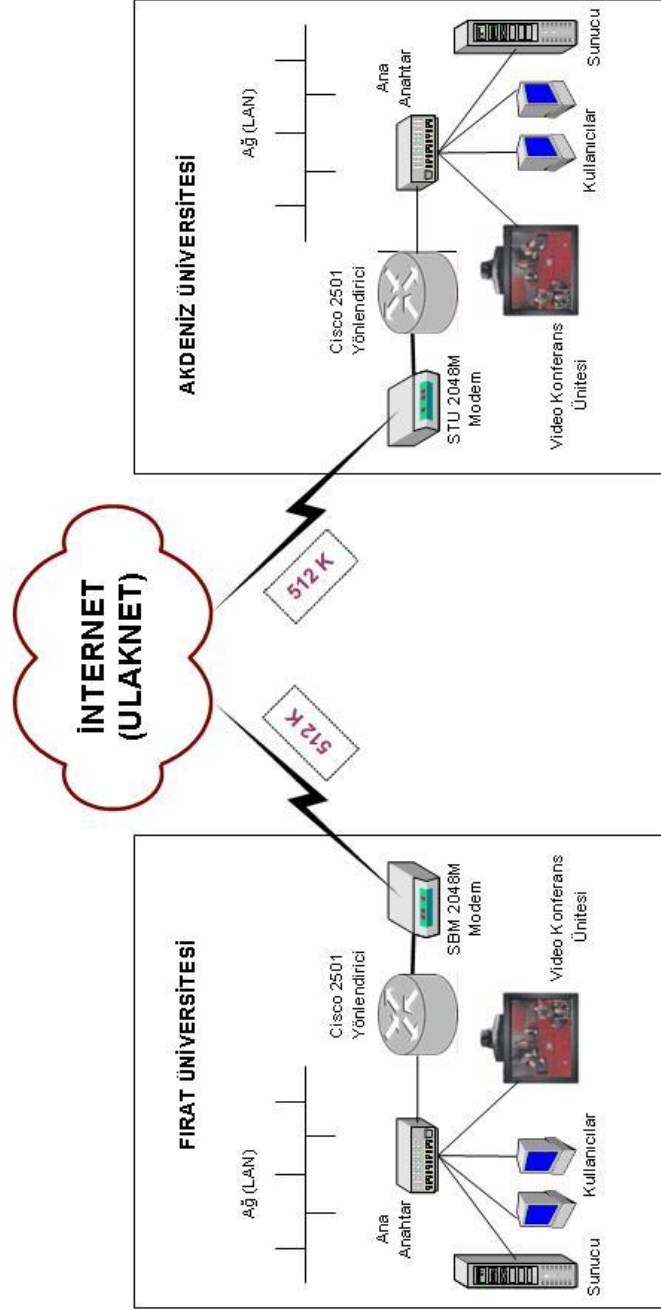 İNTERNET
(ULAKNET)
512 K
512 K
FIRAT ÜNİVERSİTESİ
Ağ (LAN)
Ana
Anahtar
Cisco 2501
Yönlendirici
SBM 2048M
Modem
Sunucu
Kullanıcılar
Video Konferans
Ünitesi
AKDENİZ ÜNİVERSİTESİ
Ağ (LAN)
Cisco 2501
Yönlendirici
Ana
Anahtar
STU 2048M
Modem
Video Konferans
Ünitesi
Kullanıcılar
Sunucu